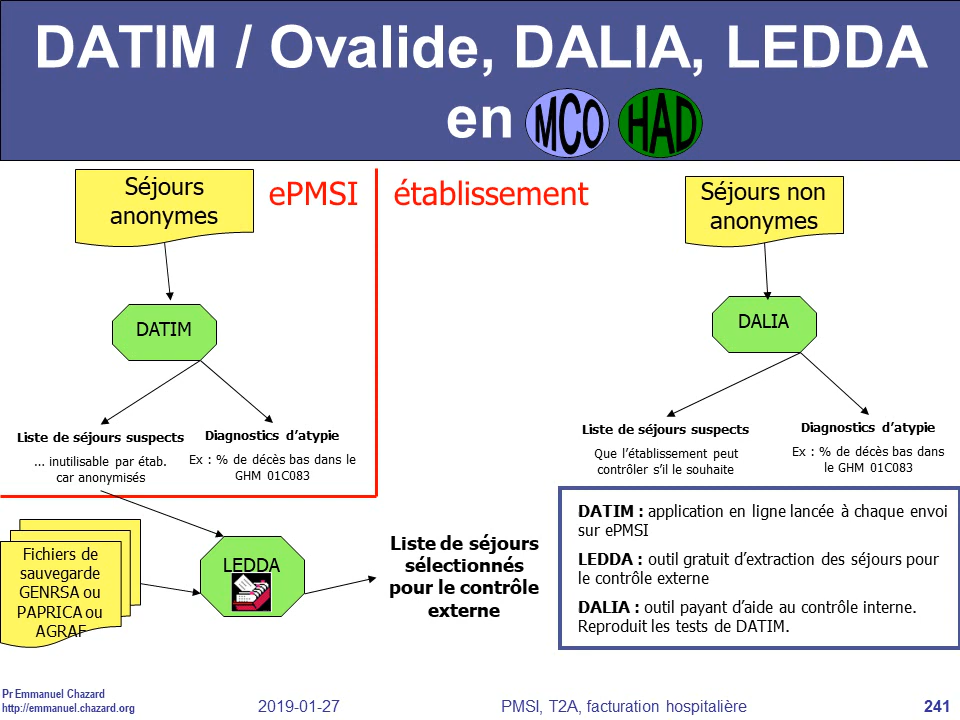 DATIM / Ovalide, DALIA, LEDDA
en MCO HAD
Séjours
anonymes
ePMSI
établissement
Séjours non
anonymes
DATIM
DALIA
Liste de séjours suspects
... inutilisable par étab.
car anonymisés
Diagnostics d’atypie
Ex : % de décès bas dans le
GHM 01C083
Liste de séjours suspects
Que l’établissement peut
contrôler s’il le souhaite
Diagnostics d’atypie
Ex : % de décès bas dans
le GHM 01C083
Fichiers de
sauvegarde
GENRSA ou
PAPRICA ou
AGRAF
LEDDA
Liste de séjours
sélectionnés
pour le contrôle
externe
DATIM : application en ligne lancée à chaque envoi
sur ePMSI
LEDDA : outil gratuit d’extraction des séjours pour
le contrôle externe
DALIA : outil payant d’aide au contrôle interne.
Reproduit les tests de DATIM.
Pr Emmanuel Chazard
http://emmanuel.chazard.org
2019-01-27
PMSI, T2A, facturation hospitalière
241